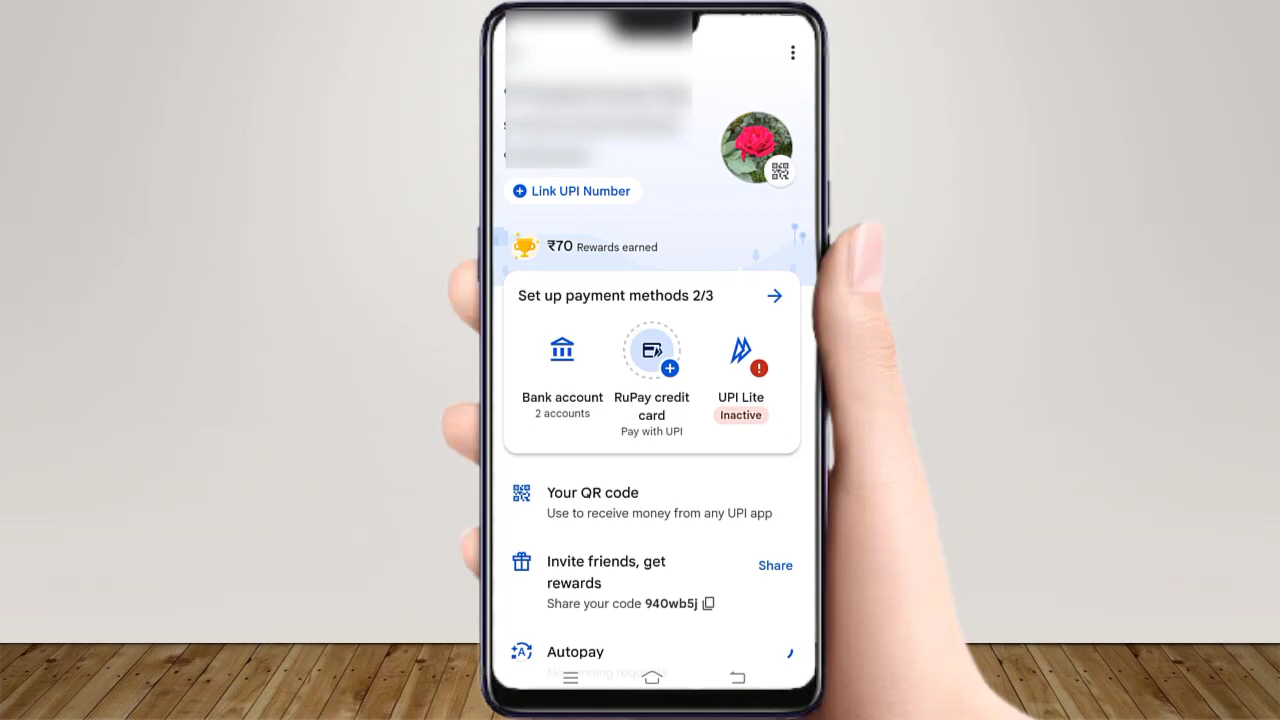 Link UPI Number
₹70 Rewards earned
Set up payment methods 2/3
Bank account
2 accounts
RuPay credit
card
Pay with UPI
UPI Lite
Inactive
Your QR code
Use to receive money from any UPI app
Invite friends, get
rewards
Share your code 940wb5j
Share
Autopay